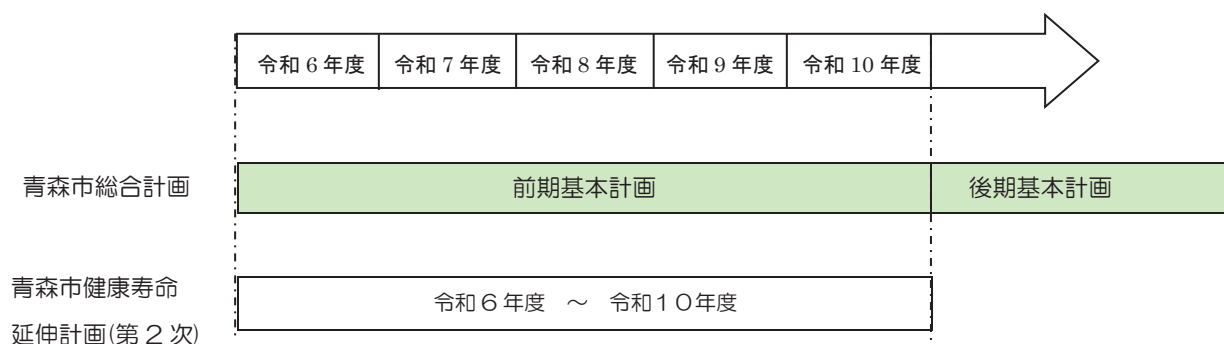 令和 6 年度 令和 7 年度 令和 8 年度 令和 9 年度 令和 10 年度
青森市総合計画 前期基本計画 後期基本計画
青森市健康寿命
延伸計画(第２次)
令和６年度 ～ 令和１０年度